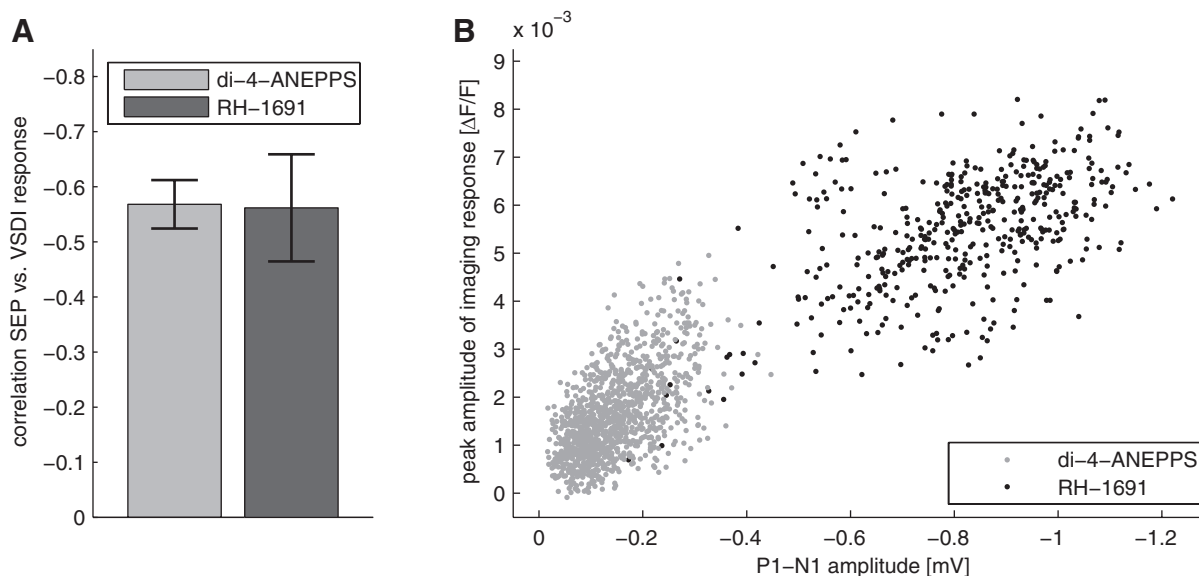 A
correlation SEP vs. VSDI response
−0.8
−0.7
−0.6
−0.5
−0.4
−0.3
−0.2
−0.1
0
di−4−ANEPPS
RH−1691
B
x 10⁻³
peak amplitude of imaging response [ΔF/F]
9
8
7
6
5
4
3
2
1
0
di−4−ANEPPS
RH−1691
0 −0.2 −0.4 −0.6 −0.8 −1 −1.2
P1−N1 amplitude [mV]